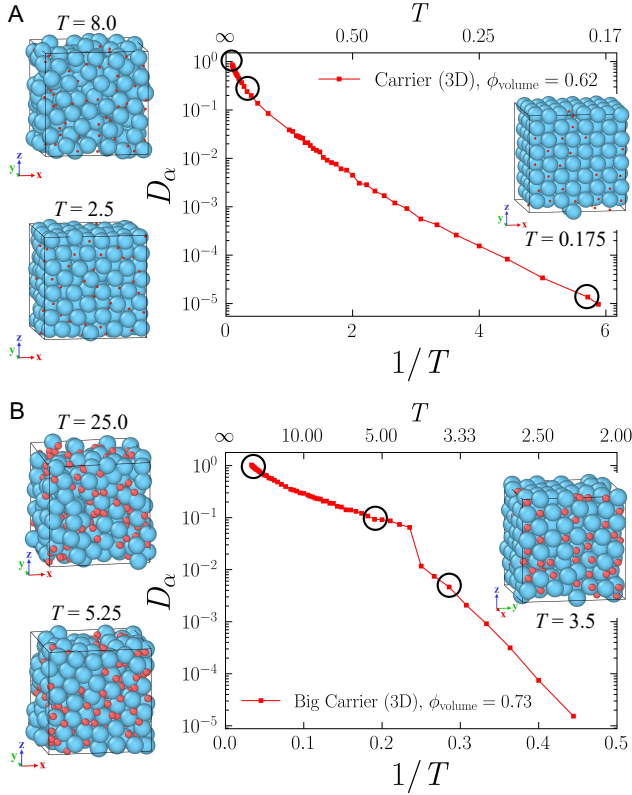 A
T = 8.0
z
y
x
T = 2.5
z
y
x
T
∞ 0.50 0.25 0.17
10⁰
10⁻¹
10⁻²
10⁻³
10⁻⁴
10⁻⁵
D_α
Carrier (3D), ϕ_volume = 0.62
z
y
x
T = 0.175
0 2 4 6
1/T
B
T = 25.0
z
y
x
T = 5.25
z
y
x
T
∞ 10.00 5.00 3.33 2.50 2.00
10⁰
10⁻¹
10⁻²
10⁻³
10⁻⁴
10⁻⁵
D_α
z
y
x
T = 3.5
Big Carrier (3D), ϕ_volume = 0.73
0.0 0.1 0.2 0.3 0.4 0.5
1/T